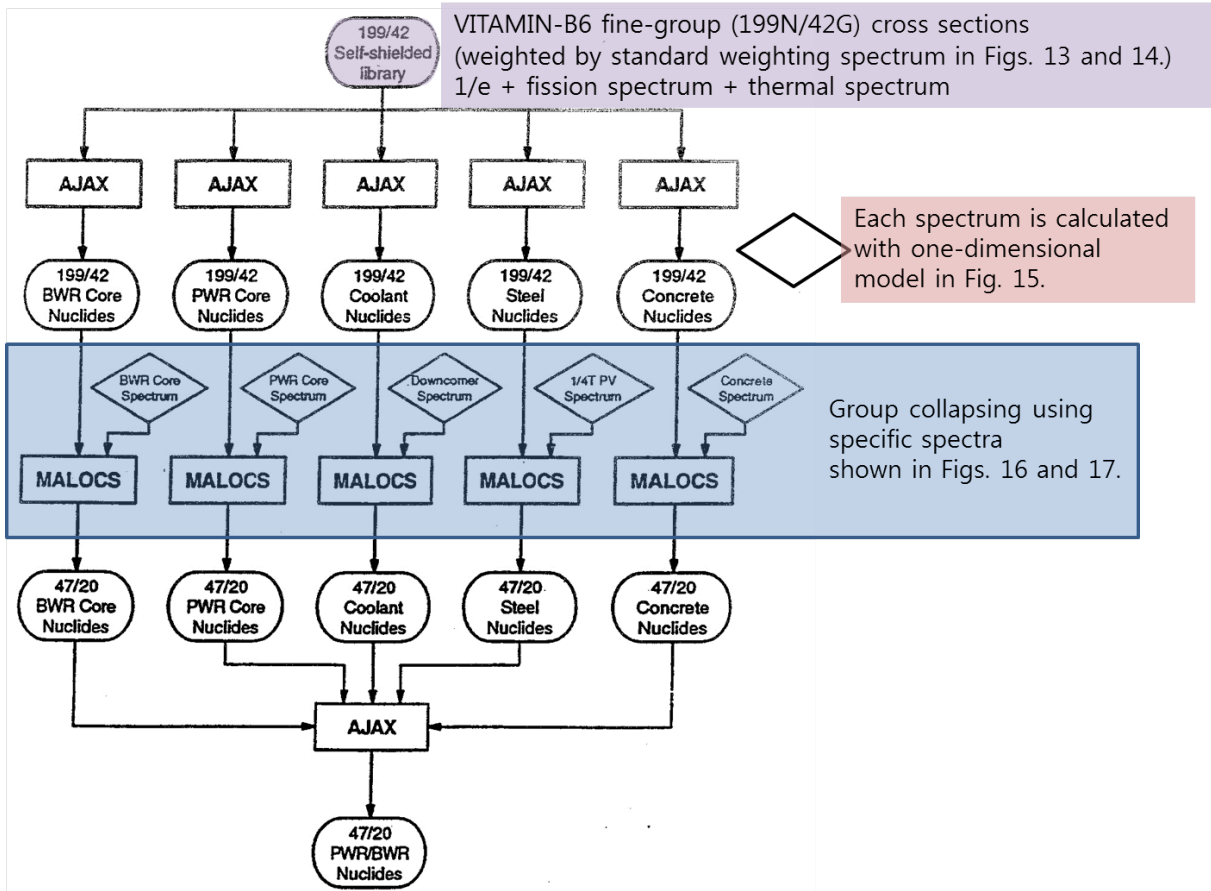 199/42
Self-shielded
library
VITAMIN-B6 fine-group (199N/42G) cross sections
(weighted by standard weighting spectrum in Figs. 13 and 14.)
1/e + fission spectrum + thermal spectrum
AJAX
AJAX
AJAX
AJAX
AJAX
Each spectrum is calculated
with one-dimensional
model in Fig. 15.
199/42
BWR Core
Nuclides
199/42
PWR Core
Nuclides
199/42
Coolant
Nuclides
199/42
Steel
Nuclides
199/42
Concrete
Nuclides
BWR Core
Spectrum
PWR Core
Spectrum
Downcomer
Spectrum
1/4T PV
Spectrum
Concrete
Spectrum
Group collapsing using
specific spectra
shown in Figs. 16 and 17.
MALOCS
MALOCS
MALOCS
MALOCS
MALOCS
47/20
BWR Core
Nuclides
47/20
PWR Core
Nuclides
47/20
Coolant
Nuclides
47/20
Steel
Nuclides
47/20
Concrete
Nuclides
AJAX
47/20
PWR/BWR
Nuclides